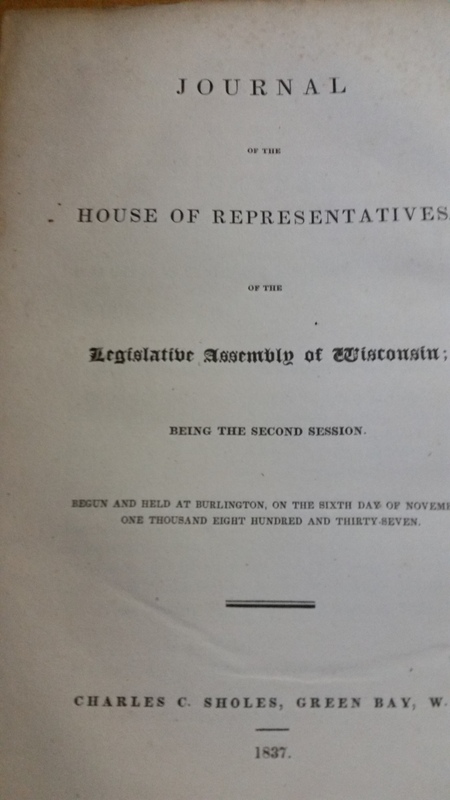 JOURNAL
OF THE
HOUSE OF REPRESENTATIVES
OF THE
Legislative Assembly of Wisconsin;
BEING THE SECOND SESSION.
BEGUN AND HELD AT BURLINGTON, ON THE SIXTH DAY OF NOVEM
ONE THOUSAND EIGHT HUNDRED AND THIRTY-SEVEN.
CHARLES C. SHOLES, GREEN BAY, W.
1837.